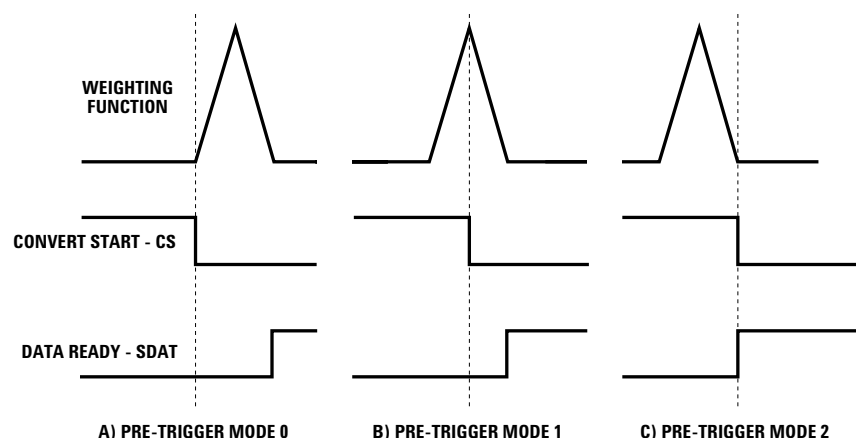 WEIGHTING
FUNCTION
CONVERT START - CS
DATA READY - SDAT
A) PRE-TRIGGER MODE 0
B) PRE-TRIGGER MODE 1
C) PRE-TRIGGER MODE 2